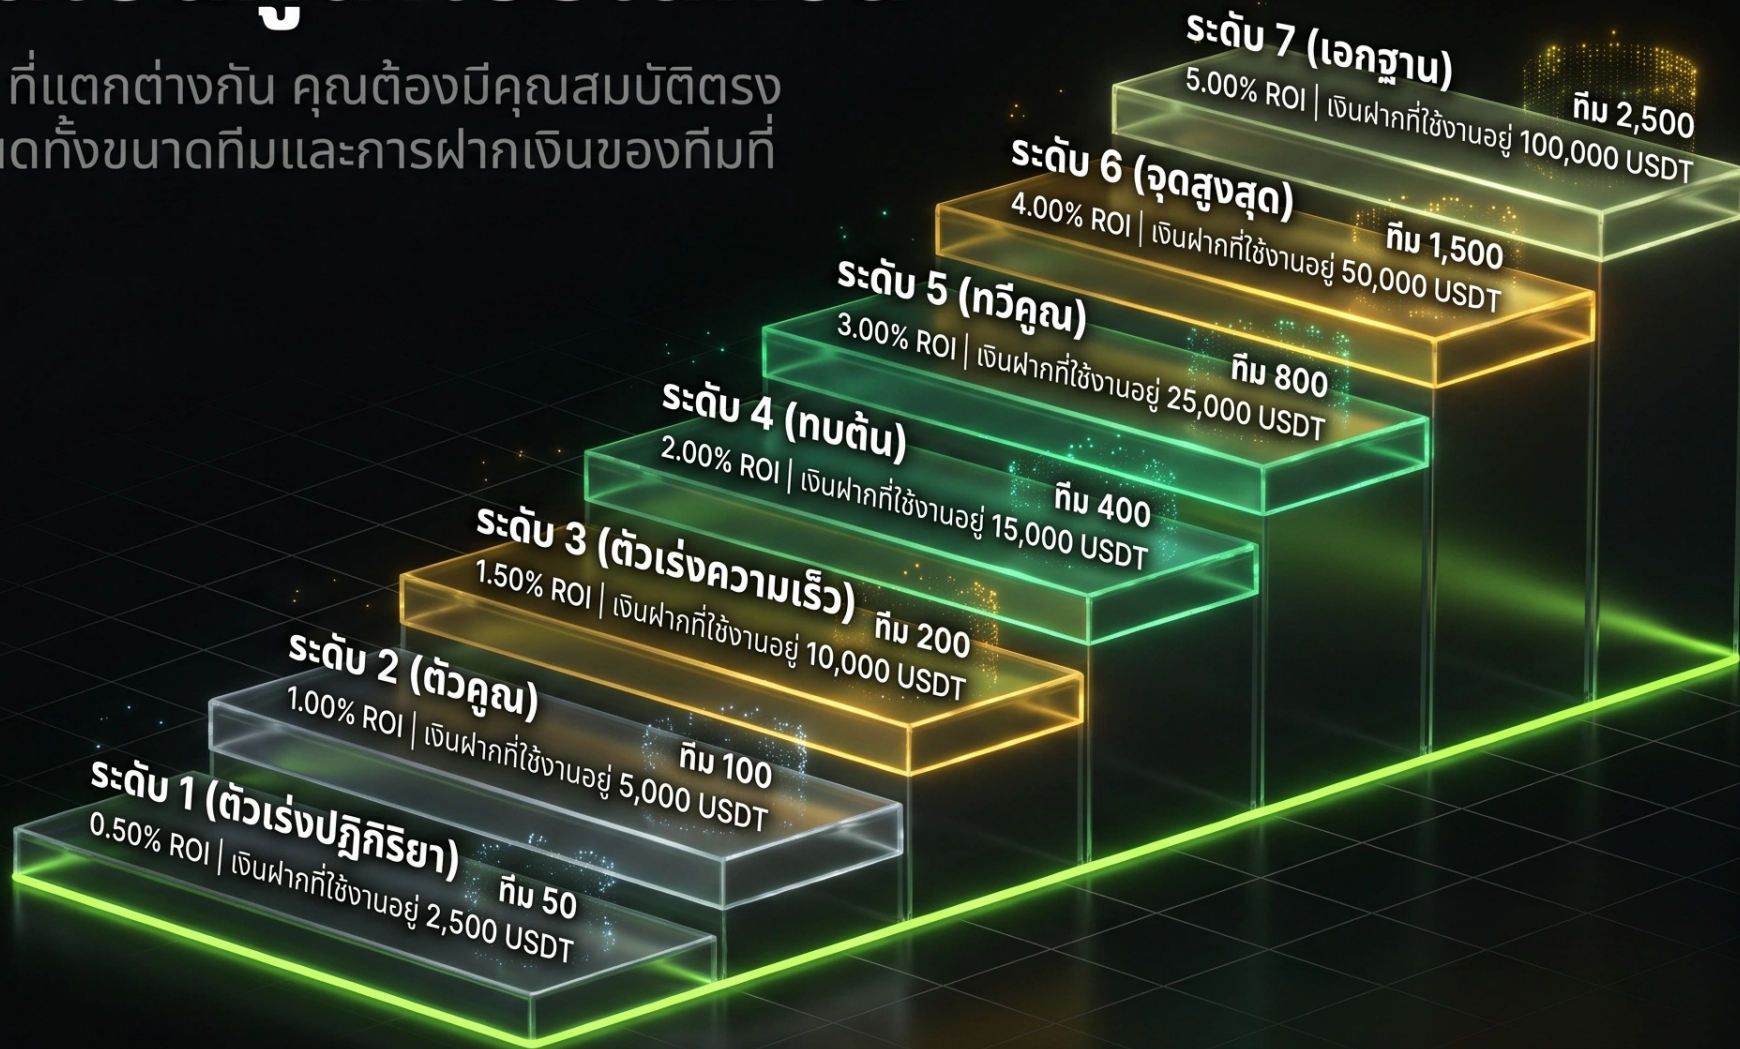 ที่แตกต่างกัน คุณต้องมีคุณสมบัติตรง
ทั้งขนาดทีมและการฝากเงินของทีมที่
ระดับ 7 (เอกฐาน)
ทีม 2,500
5.00% ROI | เงินฝากที่ใช้งานอยู่ 100,000 USDT
ระดับ 6 (จุดสูงสุด)
ทีม 1,500
4.00% ROI | เงินฝากที่ใช้งานอยู่ 50,000 USDT
ระดับ 5 (ทวีคูณ)
ทีม 800
3.00% ROI | เงินฝากที่ใช้งานอยู่ 25,000 USDT
ระดับ 4 (ทบต้น)
ทีม 400
2.00% ROI | เงินฝากที่ใช้งานอยู่ 15,000 USDT
ระดับ 3 (ตัวเร่งความเร็ว)
ทีม 200
1.50% ROI | เงินฝากที่ใช้งานอยู่ 10,000 USDT
ระดับ 2 (ตัวคูณ)
ทีม 100
1.00% ROI | เงินฝากที่ใช้งานอยู่ 5,000 USDT
ระดับ 1 (ตัวเร่งปฏิกิริยา)
ทีม 50
0.50% ROI | เงินฝากที่ใช้งานอยู่ 2,500 USDT